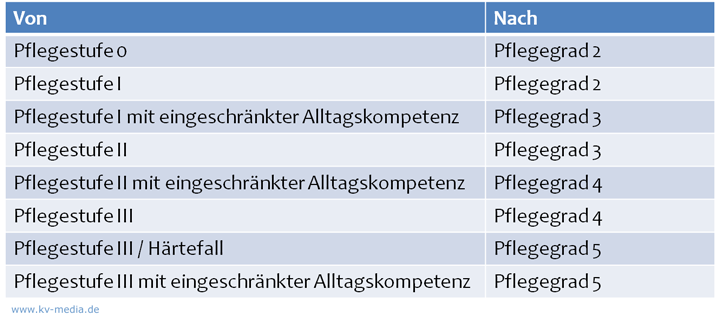 Von Nach
Pflegestufe 0 Pflegegrad 2
Pflegestufe I Pflegegrad 2
Pflegestufe I mit eingeschränkter Alltagskompetenz Pflegegrad 3
Pflegestufe II Pflegegrad 3
Pflegestufe II mit eingeschränkter Alltagskompetenz Pflegegrad 4
Pflegestufe III Pflegegrad 4
Pflegestufe III / Härtefall Pflegegrad 5
Pflegestufe III mit eingeschränkter Alltagskompetenz Pflegegrad 5
www.kv-media.de